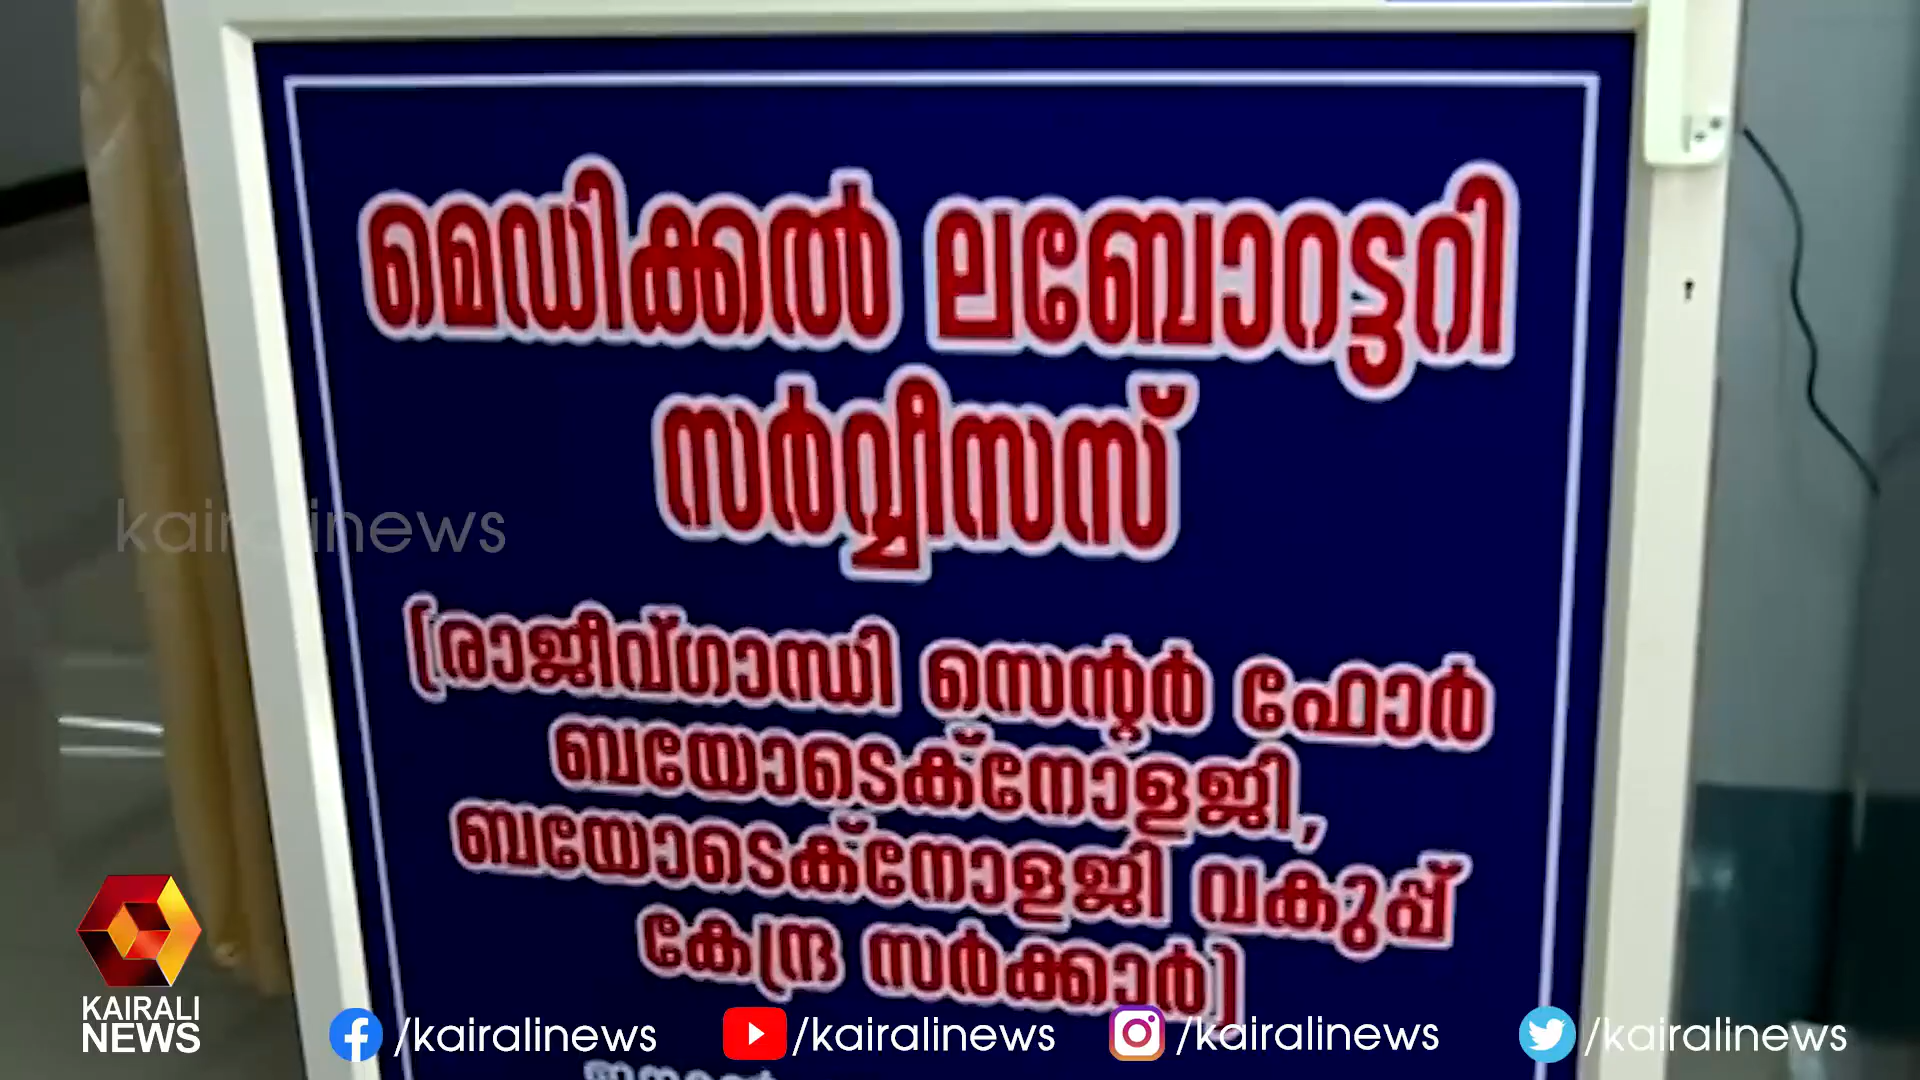 മെഡിക്കൽ ലബോറട്ടറി
സർവ്വീസസ്
kairalinews
(രാജീവ്ഗാന്ധി സെന്റർ ഫോർ
ബയോടെക്നോളജി,
ബയോടെക്നോളജി വകുപ്പ്
കേന്ദ്ര സർക്കാർ)
KAIRALI
NEWS
/kairalinews /kairalinews /kairalinews /kairalinews